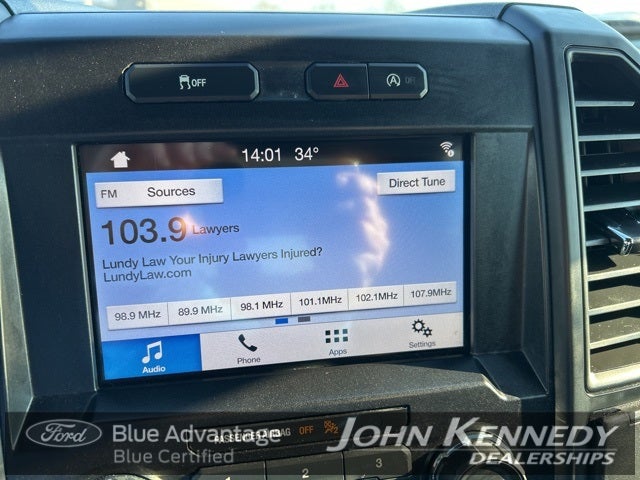 OFF
A OFF
14:01 34°
FM Sources
Direct Tune
103.9 Lawyers
Lundy Law Your Injury Lawyers Injured?
LundyLaw.com
98.9 MHz 89.9 MHz 98.1 MHz 101.1MHz 102.1MHz 107.9MHz
Audio Phone Apps Settings
PASSENGER AIRBAG OFF
Ford Blue Advantage
Blue Certified
JOHN KENNEDY
DEALERSHIPS
1 2 3